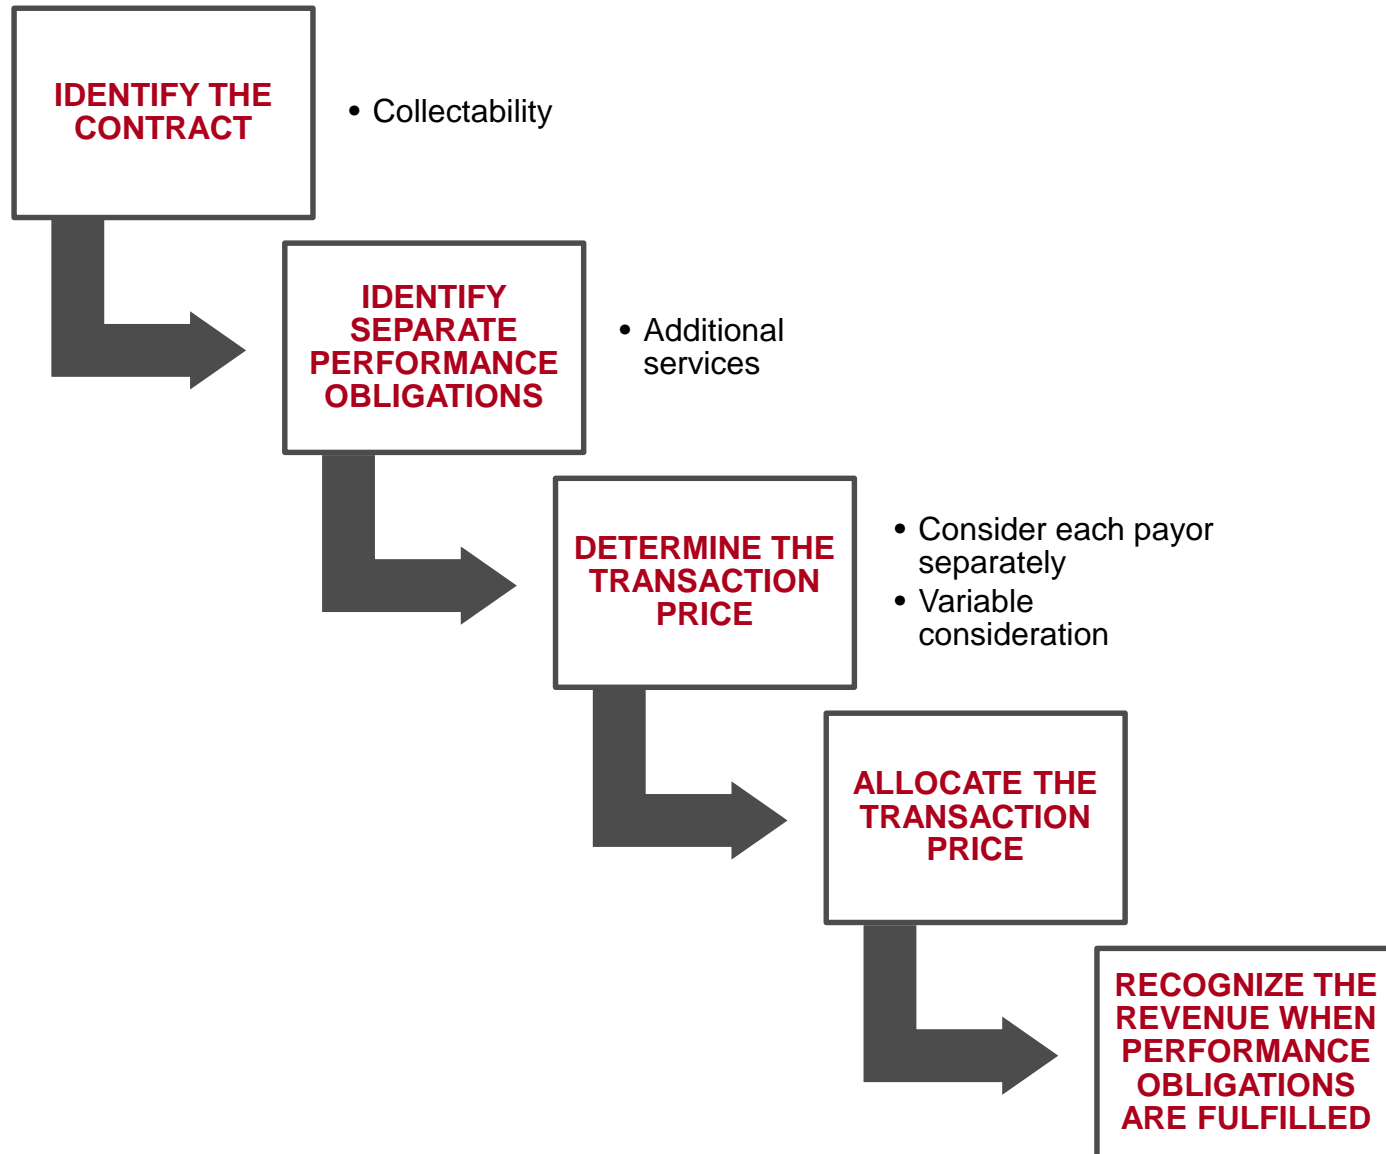 IDENTIFY THE
CONTRACT
• Collectability
IDENTIFY
SEPARATE
PERFORMANCE
OBLIGATIONS
• Additional
services
DETERMINE THE
TRANSACTION
PRICE
• Consider each payor
separately
• Variable
consideration
ALLOCATE THE
TRANSACTION
PRICE
RECOGNIZE THE
REVENUE WHEN
PERFORMANCE
OBLIGATIONS
ARE FULFILLED